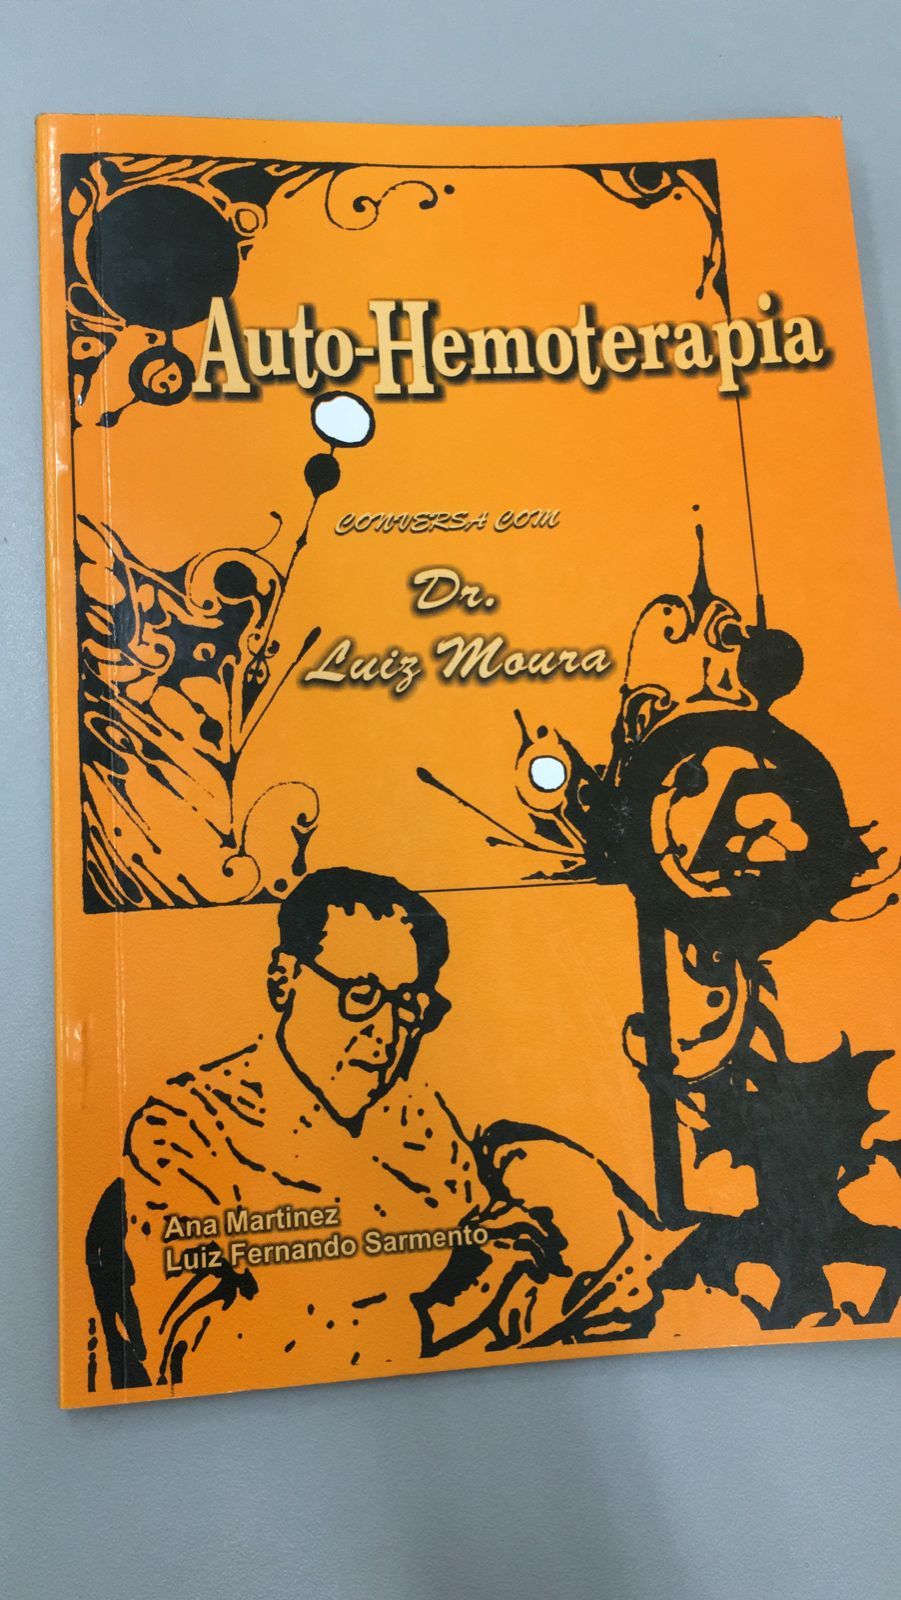 Auto-Hemoterapia
CONVERSA COM
Dr.
Luiz Moura
Ana Martinez
Luiz Fernando Sarmento